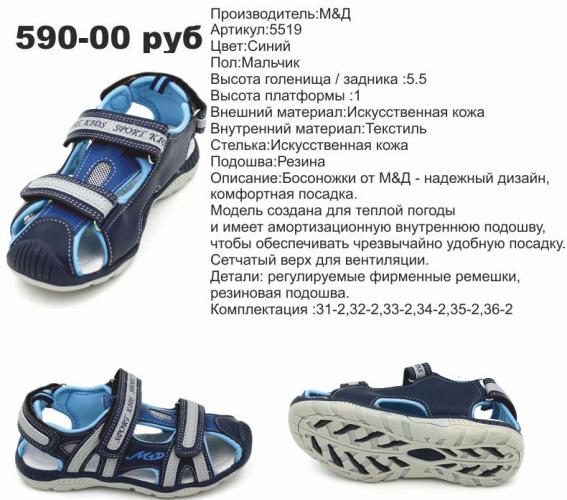 590-00 руб
Производитель:М&Д
Артикул:5519
Цвет:Синий
Пол:Мальчик
Высота голенища / задника :5.5
Высота платформы :1
Внешний материал:Искусственная кожа
Внутренний материал:Текстиль
Стелька:Искусственная кожа
Подошва:Резина
Описание:Босоножки от М&Д - надежный дизайн,
комфортная посадка.
Модель создана для теплой погоды
и имеет амортизационную внутреннюю подошву,
чтобы обеспечивать чрезвычайно удобную посадку.
Сетчатый верх для вентиляции.
Детали: регулируемые фирменные ремешки,
резиновая подошва.
Комплектация :31-2,32-2,33-2,34-2,35-2,36-2
KIDS SPORT KIDS
SPORT KIDS SPORT
M&D